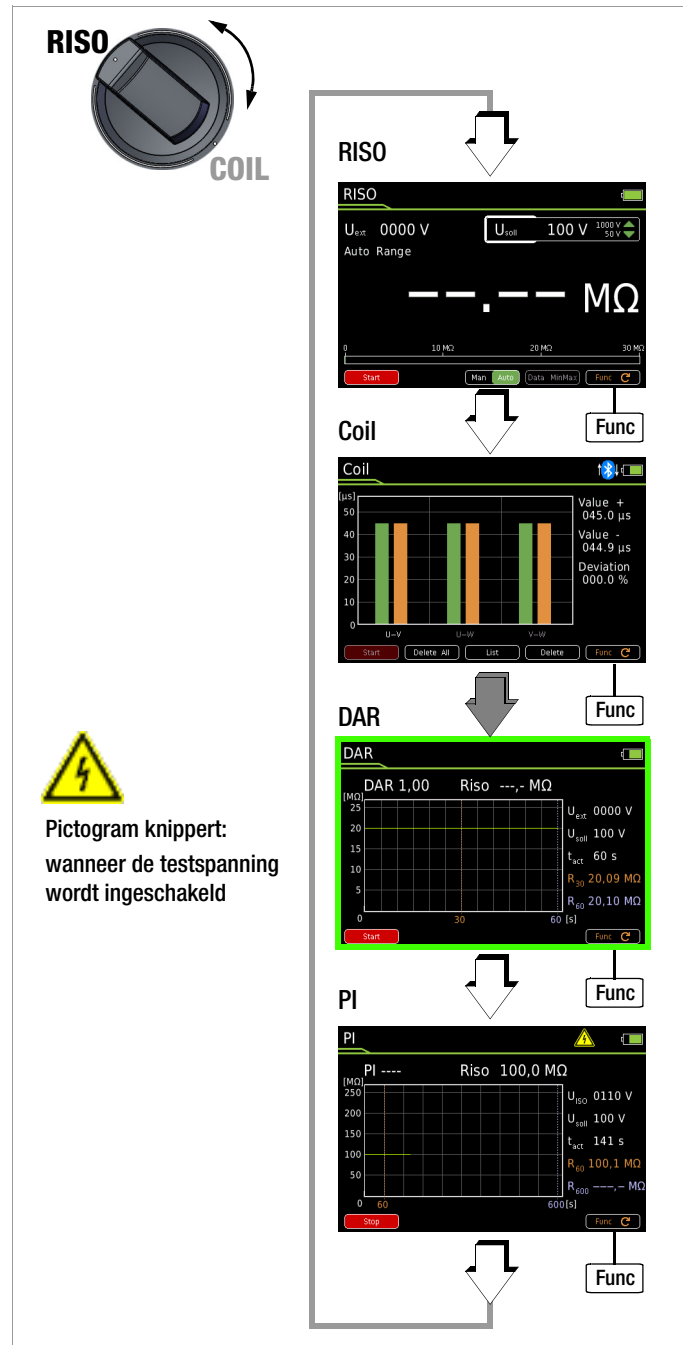 RISO
COIL
RISO
RISO
Uext 0000 V
Usoll 100 V 1000 V
50 V
Auto Range
––.–– MΩ
0 10 MΩ 20 MΩ 30 MΩ
Start Man Auto Data MinMax Func
Func
Coil
Coil
[µs]
50
40
30
20
10
0
Value +
045.0 µs
Value -
044.9 µs
Deviation
000.0 %
U–V U–W V–W
Start Delete All List Delete Func
Func
DAR
DAR
DAR 1,00 Riso ---,- MΩ
[MΩ]
25
20
15
10
5
Uext 0000 V
Usoll 100 V
tact 60 s
R30 20,09 MΩ
R60 20,10 MΩ
0 30 60 [s]
Start Func
Func
Pictogram knippert:
wanneer de testspanning
wordt ingeschakeld
PI
PI
PI ---- Riso 100,0 MΩ
[MΩ]
250
200
150
100
50
UISO 0110 V
Usoll 100 V
tact 141 s
R60 100,1 MΩ
R600 –––,– MΩ
0 60 600 [s]
Stop Func
Func